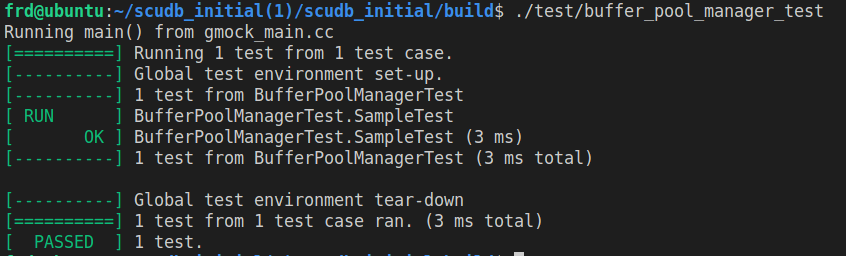 frd@ubuntu:~/scudb_initial(1)/scudb_initial/build$ ./test/buffer_pool_manager_test
Running main() from gmock_main.cc
[==========] Running 1 test from 1 test case.
[----------] Global test environment set-up.
[----------] 1 test from BufferPoolManagerTest
[ RUN      ] BufferPoolManagerTest.SampleTest
[       OK ] BufferPoolManagerTest.SampleTest (3 ms)
[----------] 1 test from BufferPoolManagerTest (3 ms total)

[----------] Global test environment tear-down
[==========] 1 test from 1 test case ran. (3 ms total)
[  PASSED  ] 1 test.